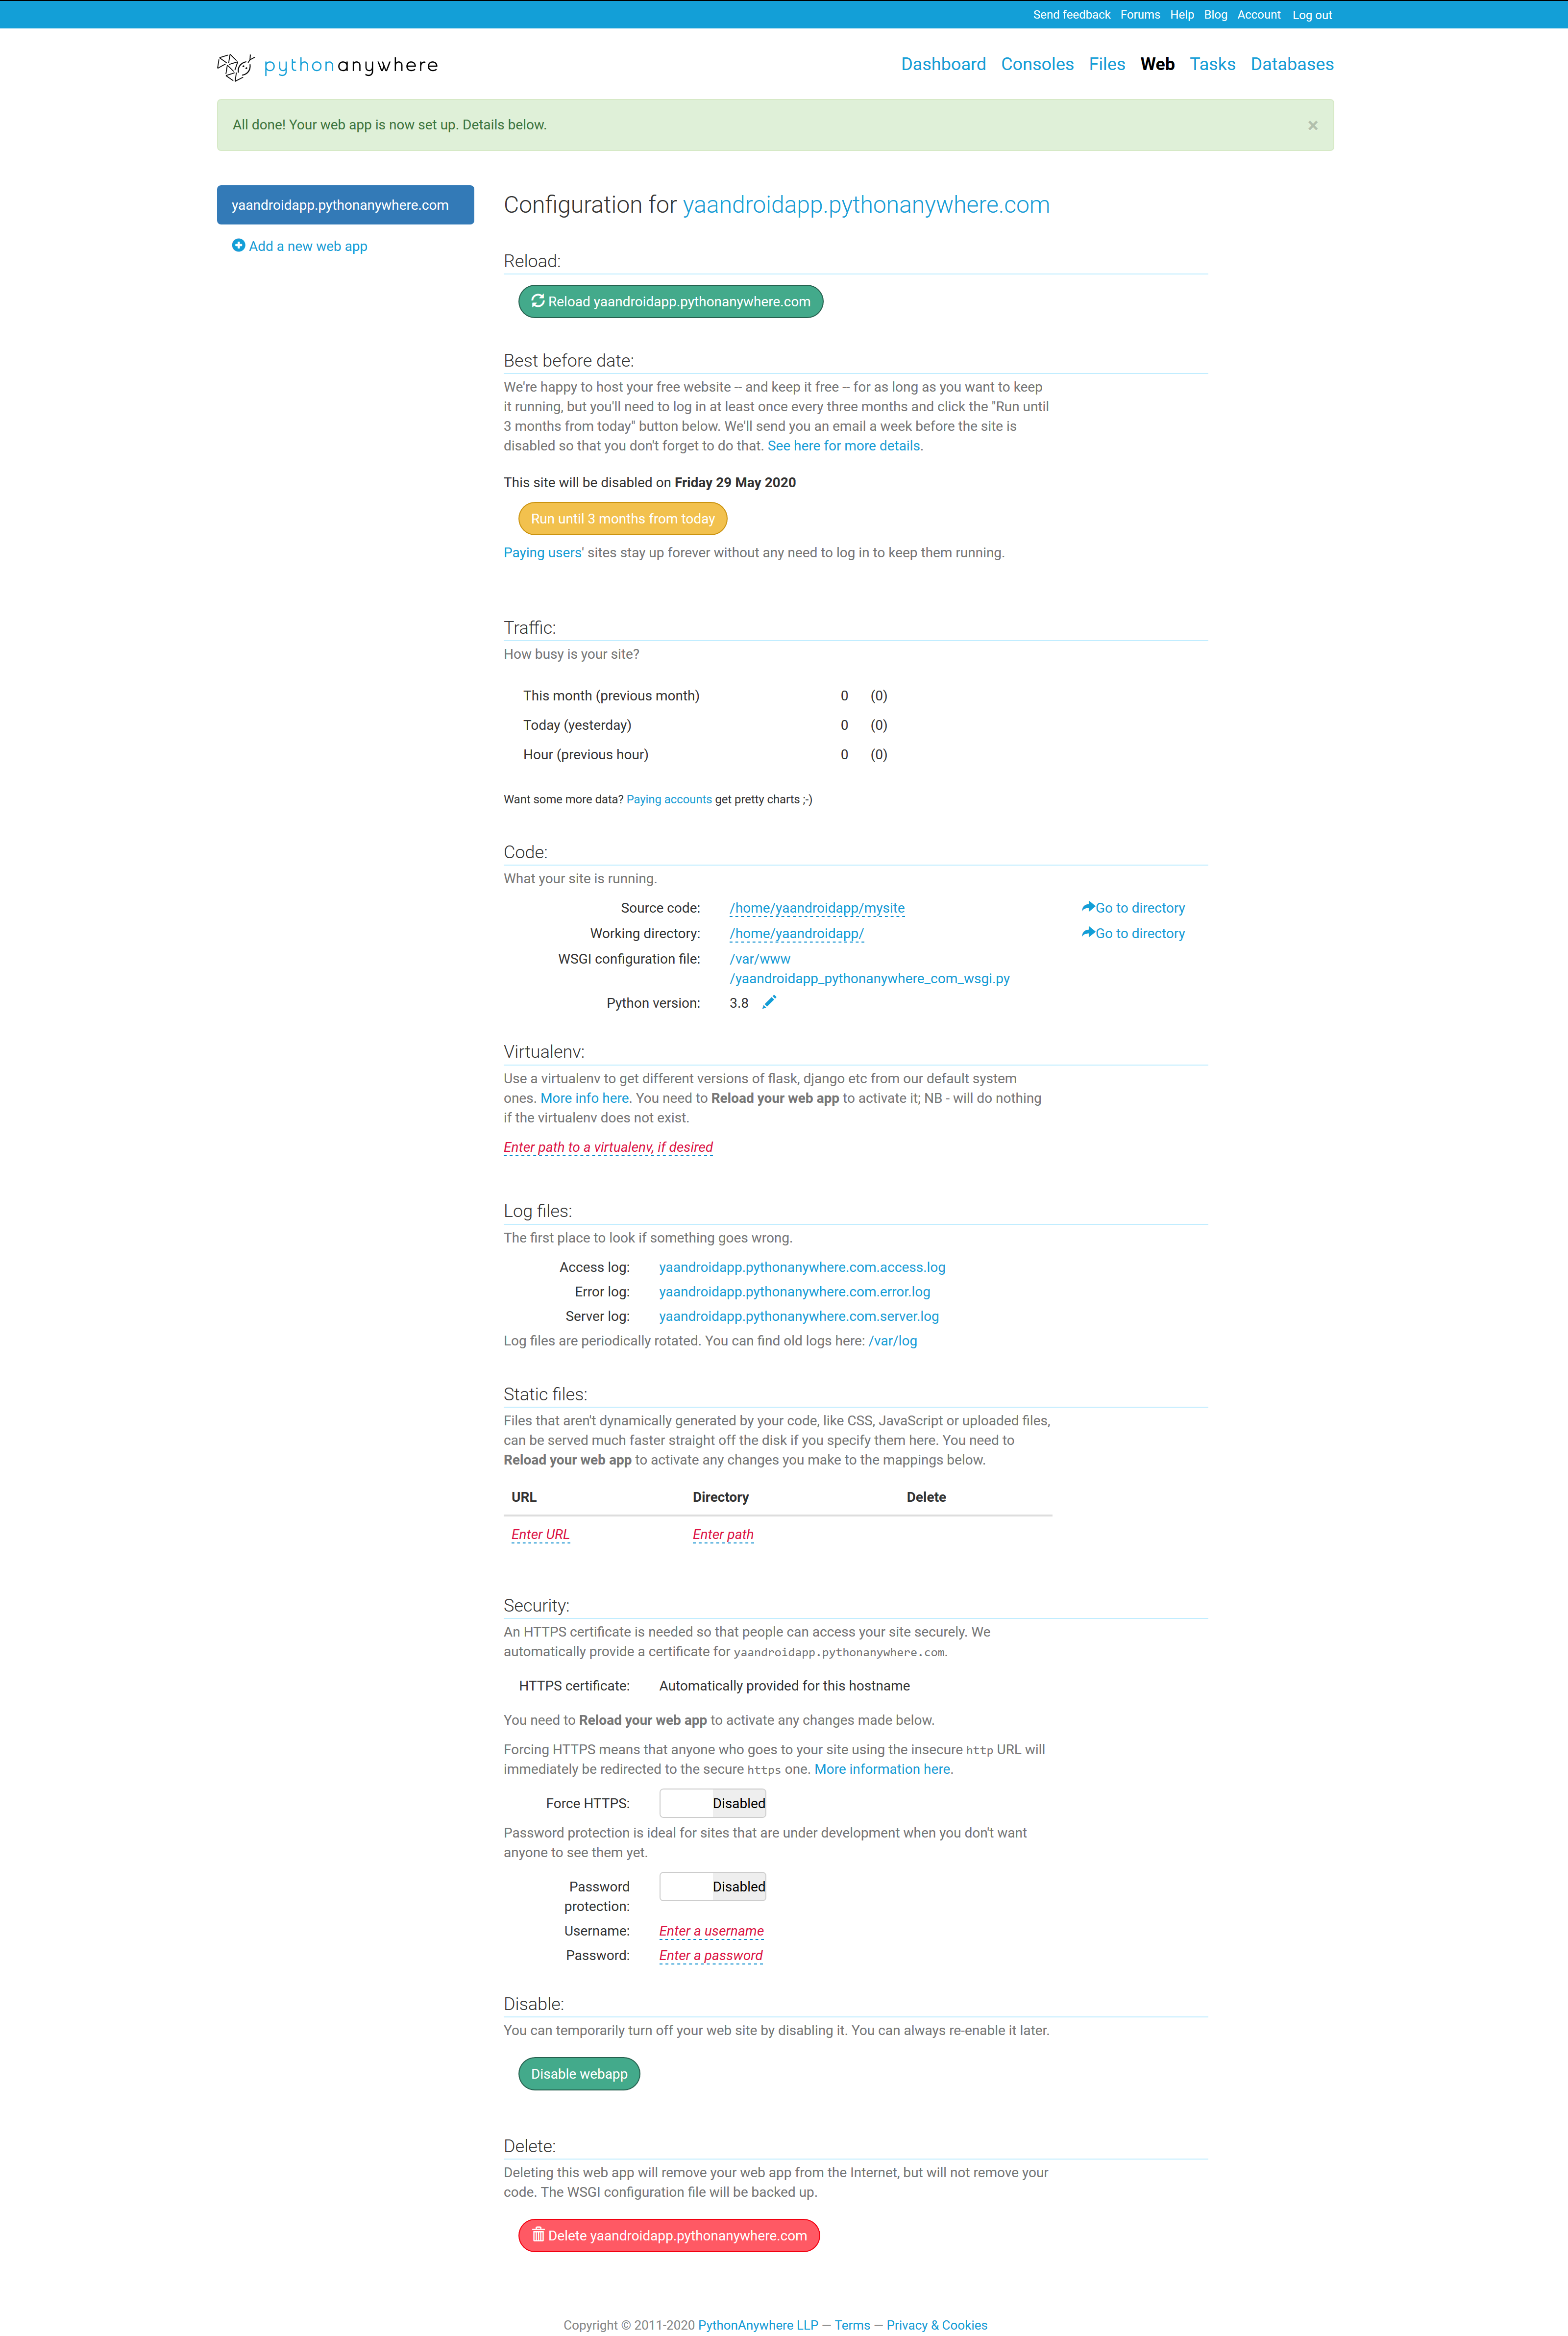 Send feedback Forums Help Blog Account Log out
pythonanywhere
Dashboard Consoles Files Web Tasks Databases
All done! Your web app is now set up. Details below. ×
yaandroidapp.pythonanywhere.com
Add a new web app
Configuration for yaandroidapp.pythonanywhere.com
Reload:
Reload yaandroidapp.pythonanywhere.com
Best before date:
We're happy to host your free website -- and keep it free -- for as long as you want to keep
it running, but you'll need to log in at least once every three months and click the "Run until
3 months from today" button below. We'll send you an email a week before the site is
disabled so that you don't forget to do that. See here for more details.
This site will be disabled on Friday 29 May 2020
Run until 3 months from today
Paying users' sites stay up forever without any need to log in to keep them running.
Traffic:
How busy is your site?
This month (previous month) 0 (0)
Today (yesterday) 0 (0)
Hour (previous hour) 0 (0)
Want some more data? Paying accounts get pretty charts ;-)
Code:
What your site is running.
Source code: /home/yaandroidapp/mysite Go to directory
Working directory: /home/yaandroidapp/ Go to directory
WSGI configuration file: /var/www
/yaandroidapp_pythonanywhere_com_wsgi.py
Python version: 3.8
Virtualenv:
Use a virtualenv to get different versions of flask, django etc from our default system
ones. More info here. You need to Reload your web app to activate it; NB - will do nothing
if the virtualenv does not exist.
Enter path to a virtualenv, if desired
Log files:
The first place to look if something goes wrong.
Access log: yaandroidapp.pythonanywhere.com.access.log
Error log: yaandroidapp.pythonanywhere.com.error.log
Server log: yaandroidapp.pythonanywhere.com.server.log
Log files are periodically rotated. You can find old logs here: /var/log
Static files:
Files that aren't dynamically generated by your code, like CSS, JavaScript or uploaded files,
can be served much faster straight off the disk if you specify them here. You need to
Reload your web app to activate any changes you make to the mappings below.
URL Directory Delete
Enter URL Enter path
Security:
An HTTPS certificate is needed so that people can access your site securely. We
automatically provide a certificate for yaandroidapp.pythonanywhere.com.
HTTPS certificate: Automatically provided for this hostname
You need to Reload your web app to activate any changes made below.
Forcing HTTPS means that anyone who goes to your site using the insecure http URL will
immediately be redirected to the secure https one. More information here.
Force HTTPS: Disabled
Password protection is ideal for sites that are under development when you don't want
anyone to see them yet.
Password Disabled
protection:
Username: Enter a username
Password: Enter a password
Disable:
You can temporarily turn off your web site by disabling it. You can always re-enable it later.
Disable webapp
Delete:
Deleting this web app will remove your web app from the Internet, but will not remove your
code. The WSGI configuration file will be backed up.
Delete yaandroidapp.pythonanywhere.com
Copyright © 2011-2020 PythonAnywhere LLP — Terms — Privacy & Cookies